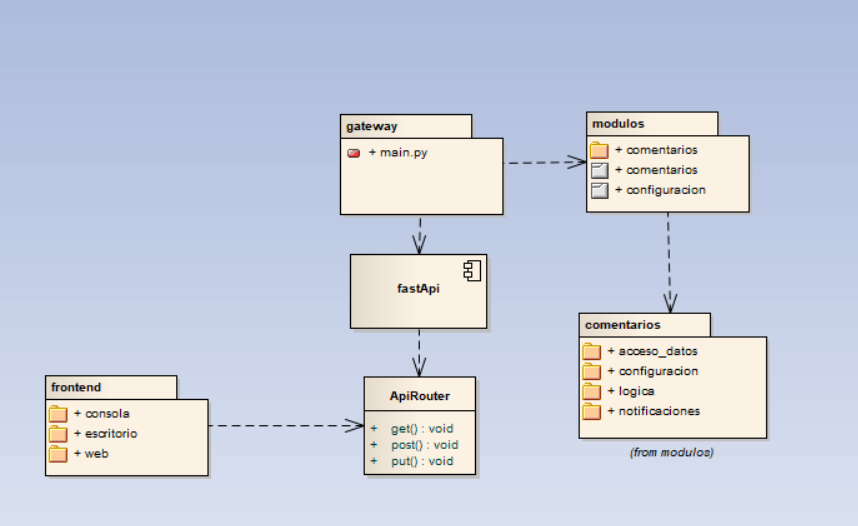 gateway
+ main.py
modulos
+ comentarios
+ comentarios
+ configuracion
fastApi
comentarios
+ acceso_datos
+ configuracion
+ logica
+ notificaciones
(from modulos)
frontend
+ consola
+ escritorio
+ web
ApiRouter
+ get() : void
+ post() : void
+ put() : void